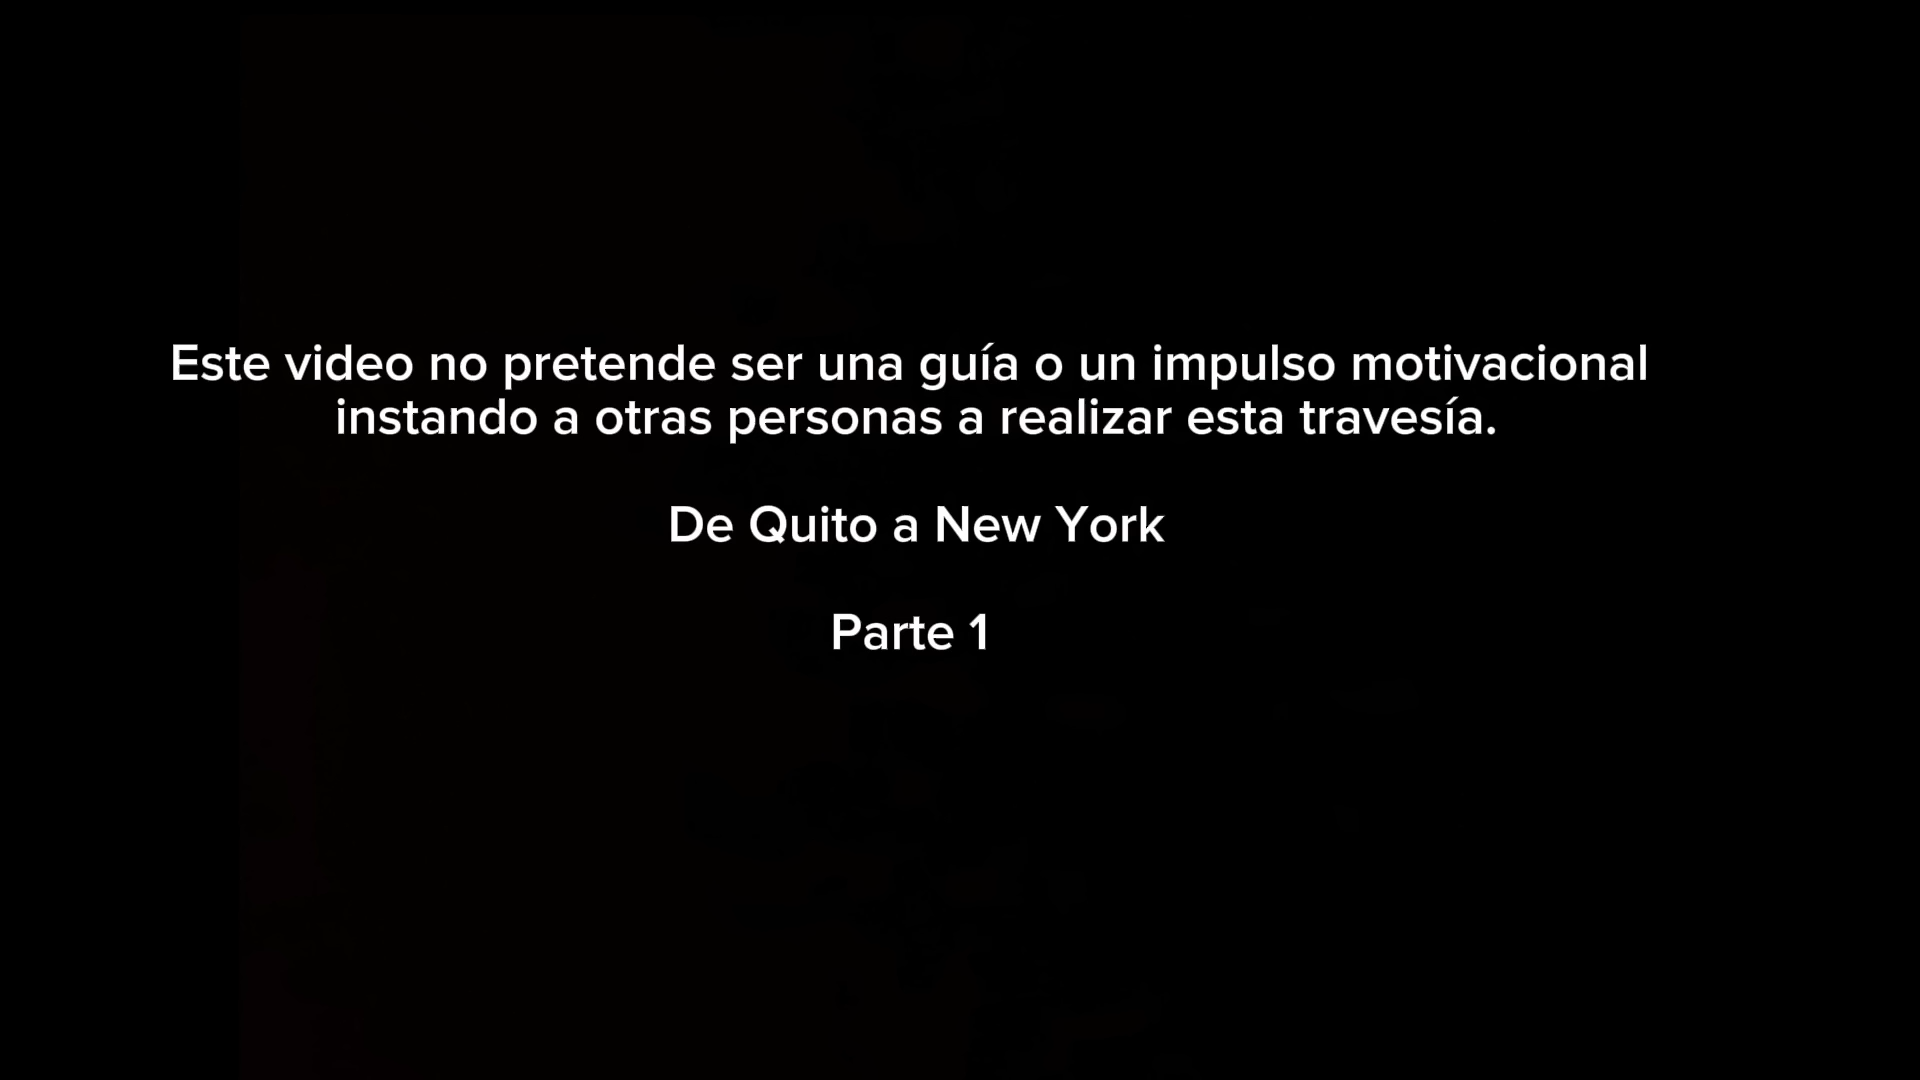 Este video no pretende ser una guía o un impulso motivacional
instando a otras personas a realizar esta travesía.
De Quito a New York
Parte 1